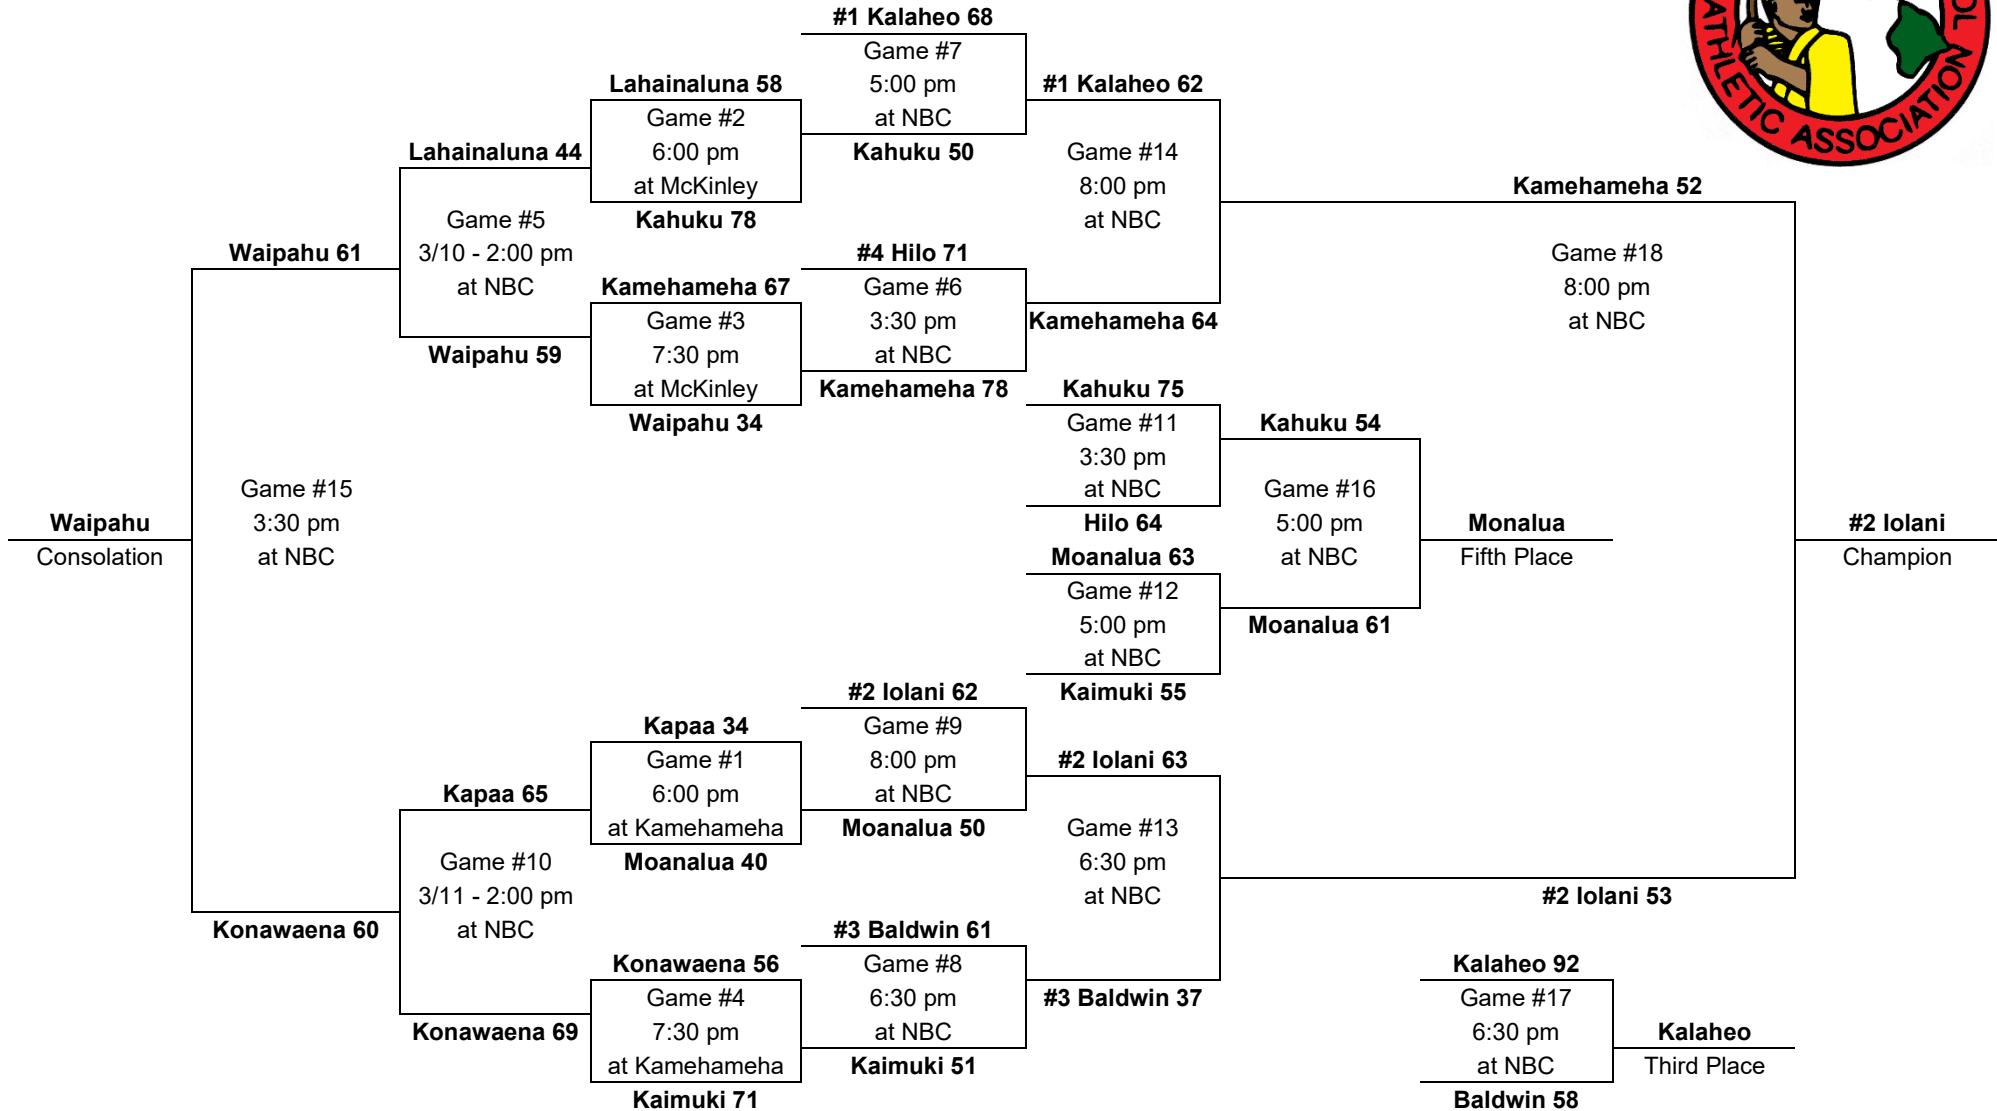 #1 Kalaheo 68
Game #7
5:00 pm
at NBC
Kahuku 50
Lahainaluna 58
Game #2
6:00 pm
at McKinley
Kahuku 78
#1 Kalaheo 62
Game #14
8:00 pm
at NBC
Kamehameha 64
Lahainaluna 44
Game #5
3/10 - 2:00 pm
at NBC
Waipahu 59
Kamehameha 52
Game #18
8:00 pm
at NBC
Waipahu 61
#4 Hilo 71
Game #6
3:30 pm
at NBC
Kamehameha 78
Kamehameha 67
Game #3
7:30 pm
at McKinley
Waipahu 34
Kahuku 75
Game #11
3:30 pm
at NBC
Hilo 64
Kahuku 54
Game #16
5:00 pm
at NBC
Moanalua 61
Game #15
3:30 pm
at NBC
Waipahu
Consolation
Monalua
Fifth Place
#2 Iolani
Champion
Moanalua 63
Game #12
5:00 pm
at NBC
Kaimuki 55
#2 Iolani 62
Game #9
8:00 pm
at NBC
Moanalua 50
Kapaa 34
Game #1
6:00 pm
at Kamehameha
Moanalua 40
#2 Iolani 63
Game #13
6:30 pm
at NBC
#3 Baldwin 37
Kapaa 65
Game #10
3/11 - 2:00 pm
at NBC
Konawaena 69
Konawaena 60
#2 Iolani 53
#3 Baldwin 61
Game #8
6:30 pm
at NBC
Kaimuki 51
Konawaena 56
Game #4
7:30 pm
at Kamehameha
Kaimuki 71
Kalaheo 92
Game #17
6:30 pm
at NBC
Baldwin 58
Kalaheo
Third Place
ATHLETIC ASSOCIATION